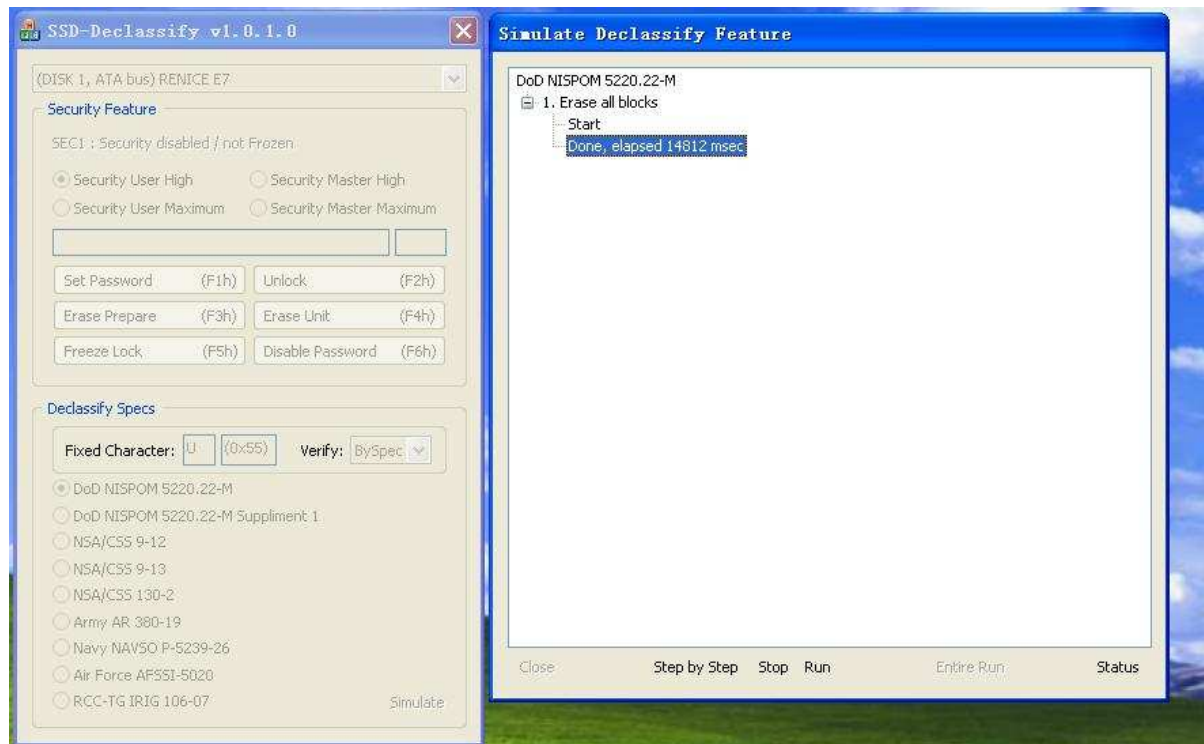 SSD-Declassify v1.0.1.0
(DISK 1, ATA bus) RENICE E7
Security Feature
SEC1 : Security disabled / not Frozen
Security User High Security Master High
Security User Maximum Security Master Maximum
Set Password (F1h) Unlock (F2h)
Erase Prepare (F3h) Erase Unit (F4h)
Freeze Lock (F5h) Disable Password (F6h)
Declassify Specs
Fixed Character: U (0x55) Verify: BySpec
DoD NISPOM 5220.22-M
DoD NISPOM 5220.22-M Suppliment 1
NSA/CSS 9-12
NSA/CSS 9-13
NSA/CSS 130-2
Army AR 380-19
Navy NAVSO P-5239-26
Air Force AFSSI-5020
RCC-TG IRIG 106-07 Simulate
Simulate Declassify Feature
DoD NISPOM 5220.22-M
1. Erase all blocks
Start
Done, elapsed 14812 msec
Close Step by Step Stop Run Entire Run Status